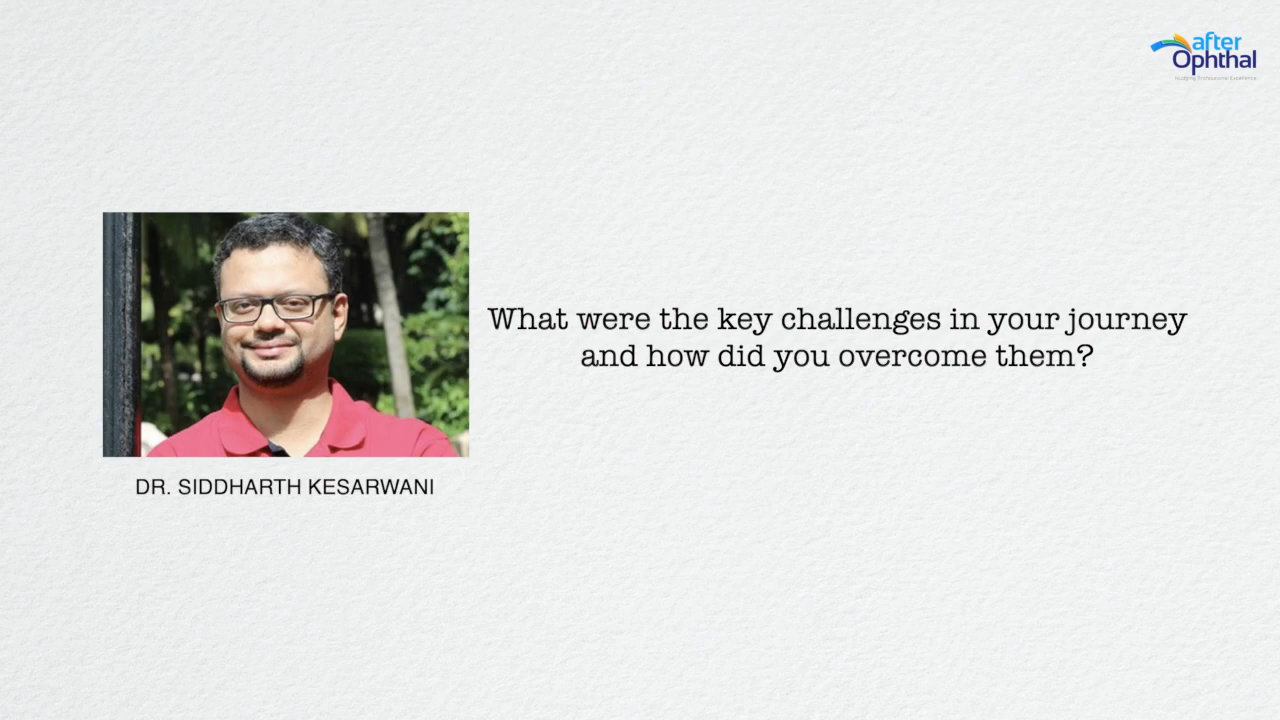 after
Ophthal
What were the key challenges in your journey
and how did you overcome them?
DR. SIDDHARTH KESARWANI